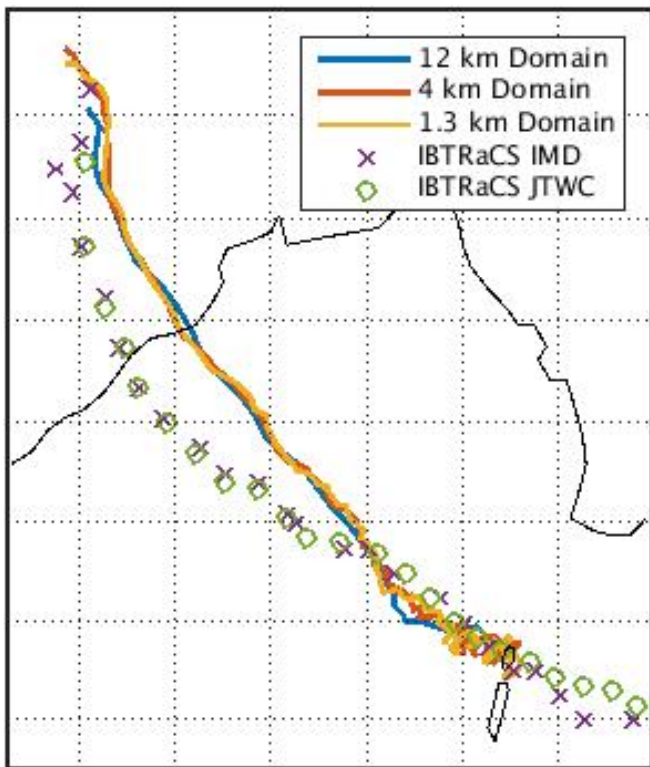 12 km Domain
4 km Domain
1.3 km Domain
IBTRaCS IMD
IBTRaCS JTWC